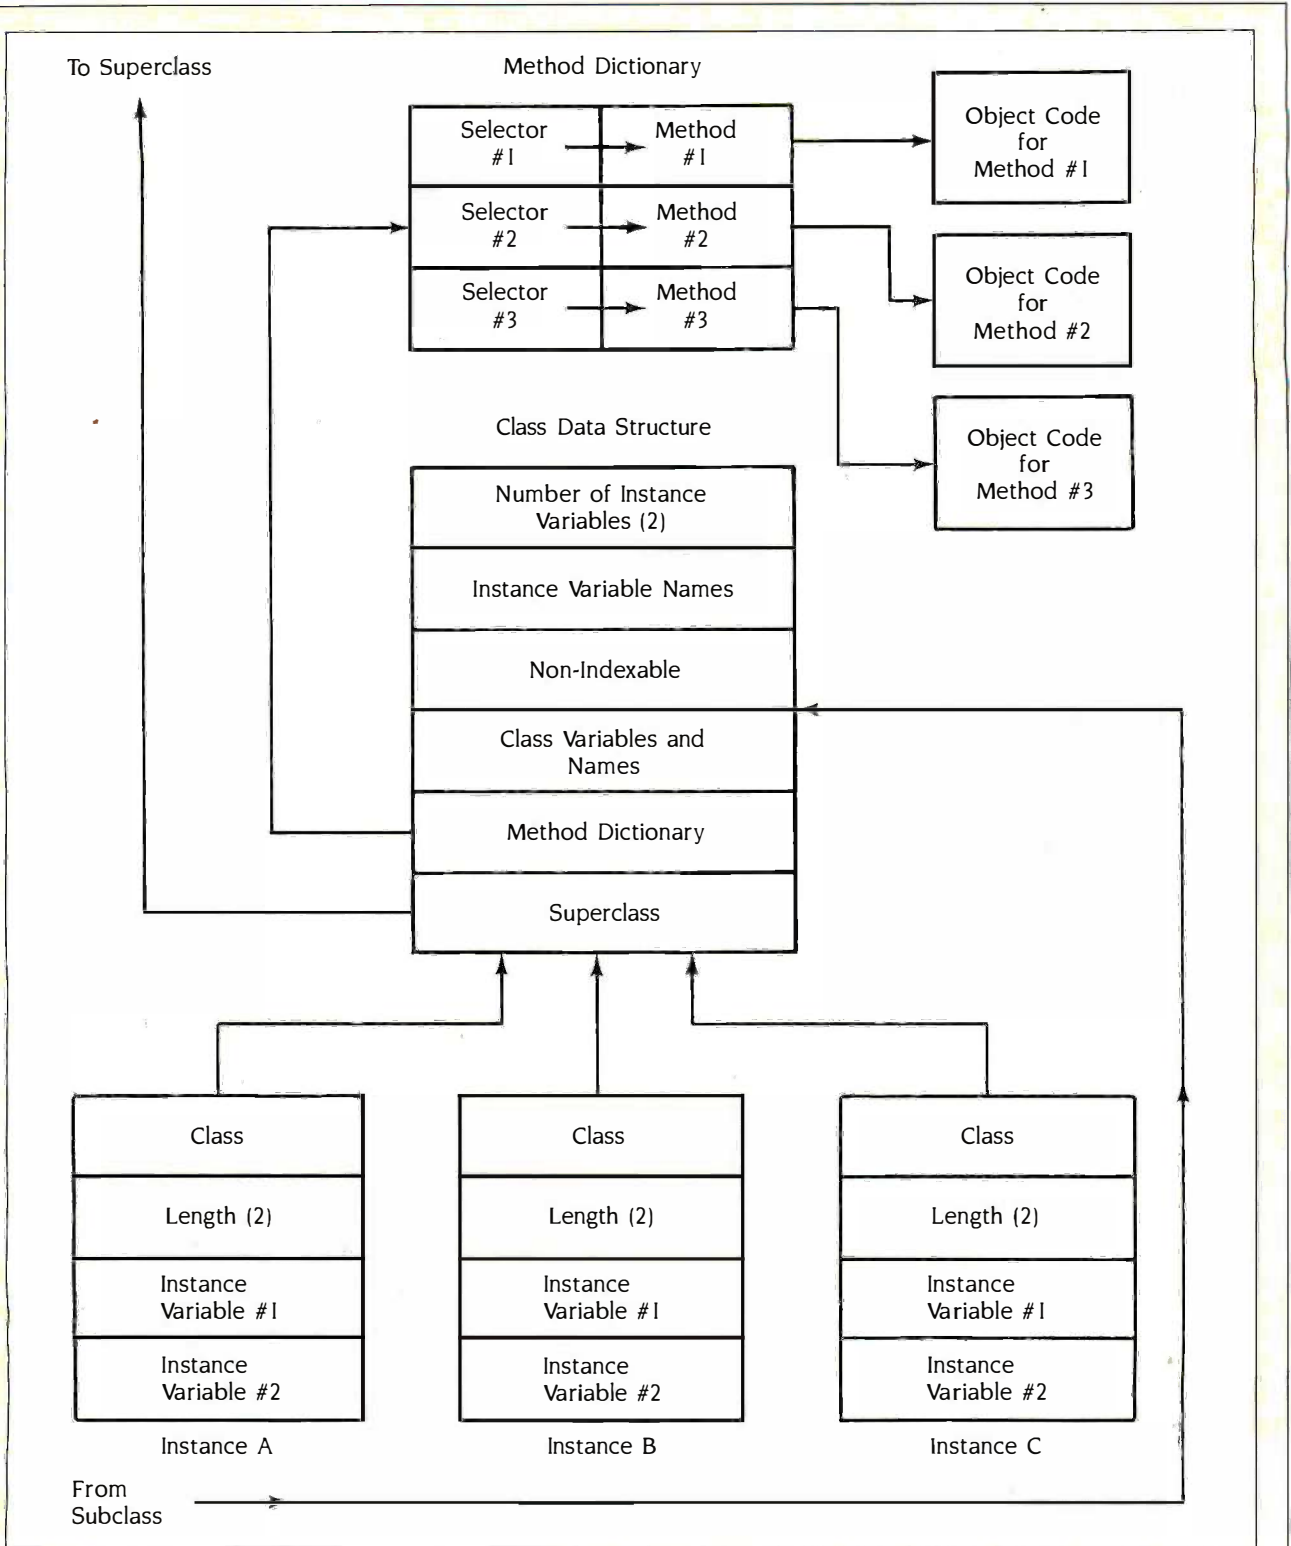 To Superclass
Method Dictionary
Selector
#1
Method
#1
Object Code
for
Method #1
Selector
#2
Method
#2
Object Code
for
Method #2
Selector
#3
Method
#3
Object Code
for
Method #3
Class Data Structure
Number of Instance
Variables (2)
Instance Variable Names
Non-Indexable
Class Variables and
Names
Method Dictionary
Superclass
Class
Length (2)
Instance
Variable #1
Instance
Variable #2
Instance A
Class
Length (2)
Instance
Variable #1
Instance
Variable #2
Instance B
Class
Length (2)
Instance
Variable #1
Instance
Variable #2
Instance C
From
Subclass